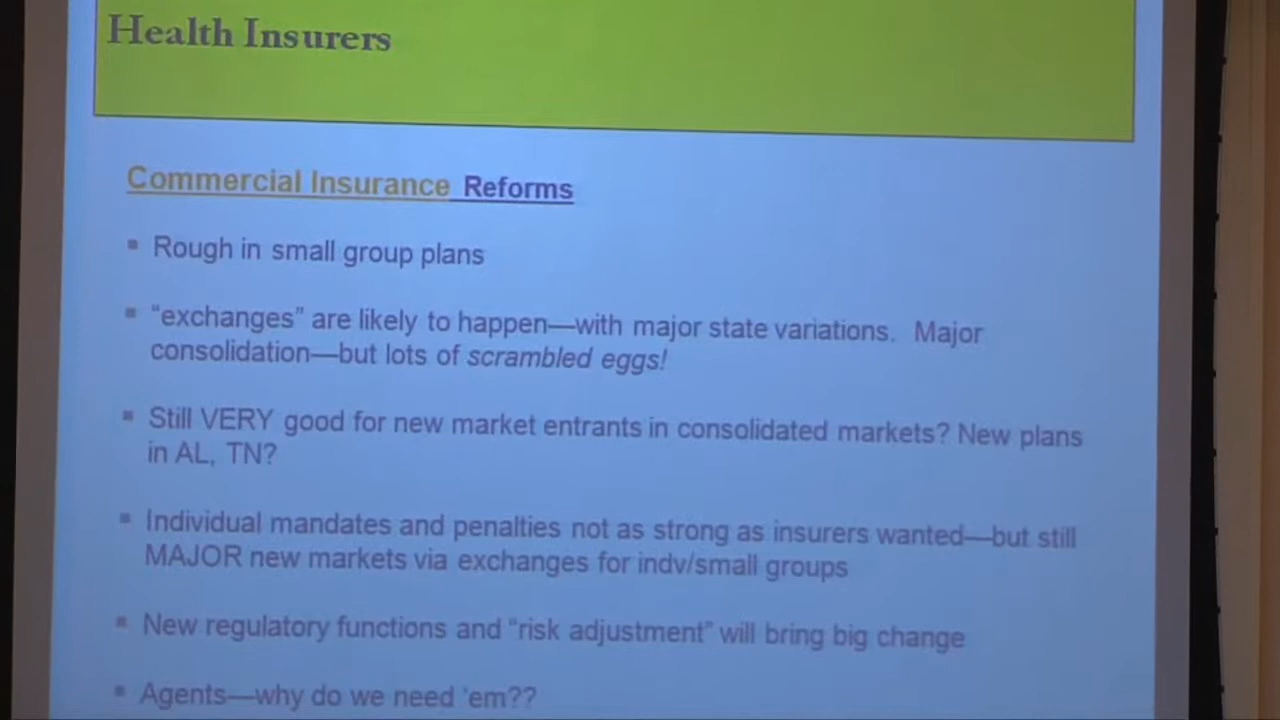 Health Insurers
Commercial Insurance Reforms
▪ Rough in small group plans
▪ “exchanges” are likely to happen—with major state variations. Major
consolidation—but lots of scrambled eggs!
▪ Still VERY good for new market entrants in consolidated markets? New plans
in AL, TN?
▪ Individual mandates and penalties not as strong as insurers wanted—but still
MAJOR new markets via exchanges for indv/small groups
▪ New regulatory functions and “risk adjustment” will bring big change
▪ Agents—why do we need 'em??